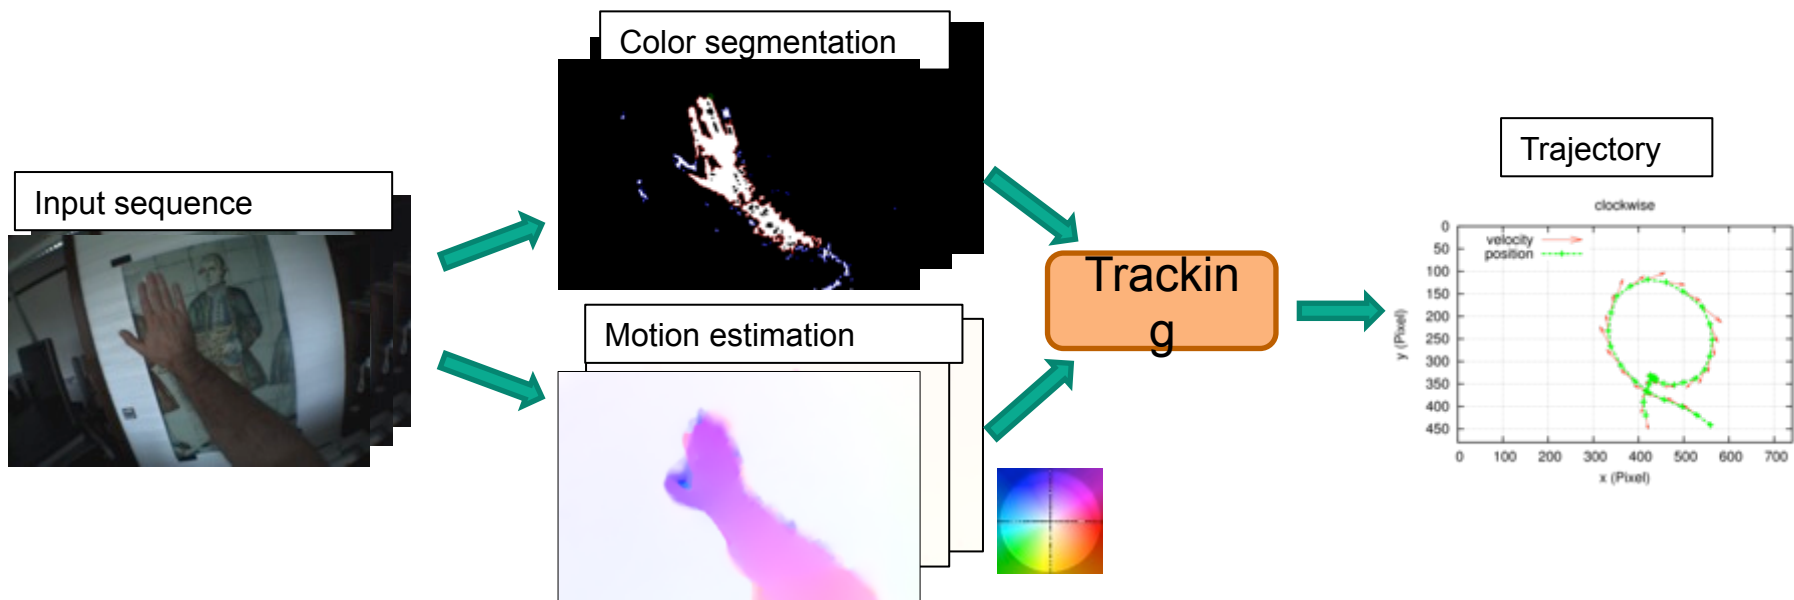 Color segmentation
Input sequence
Motion estimation
Trackin
g
Trajectory
clockwise
velocity
position
0
50
100
150
200
250
300
350
400
450
y (Pixel)
0 100 200 300 400 500 600 700
x (Pixel)